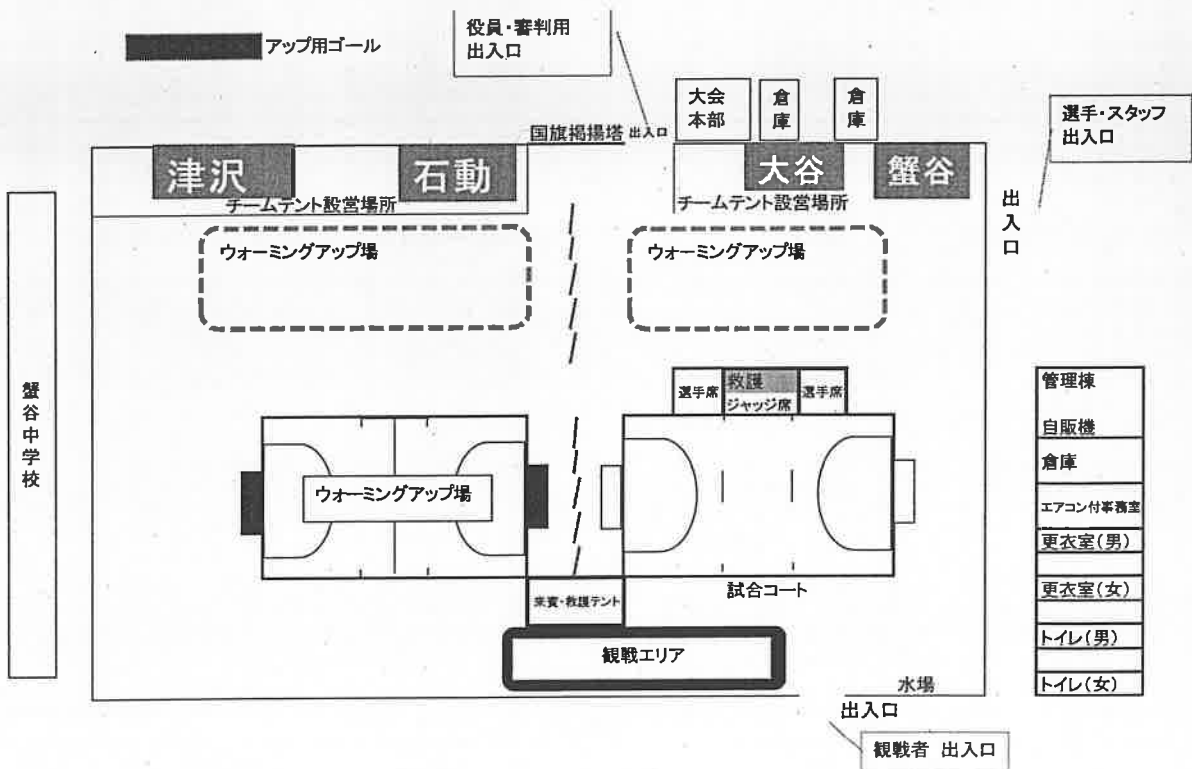 役員・審判用
出入口
アップ用ゴール
大会
本部
倉庫
倉庫
選手・スタッフ
出入口
国旗掲揚塔
出入口
津沢
石動
大谷
蟹谷
チームテント設営場所
チームテント設営場所
出入口
ウォーミングアップ場
ウォーミングアップ場
蟹谷中学校
選手席
救護
ジャッジ席
選手席
管理棟
自販機
倉庫
エアコン付事務室
更衣室(男)
更衣室(女)
トイレ(男)
トイレ(女)
ウォーミングアップ場
試合コート
来賓・救護テント
観戦エリア
水場
出入口
観戦者 出入口